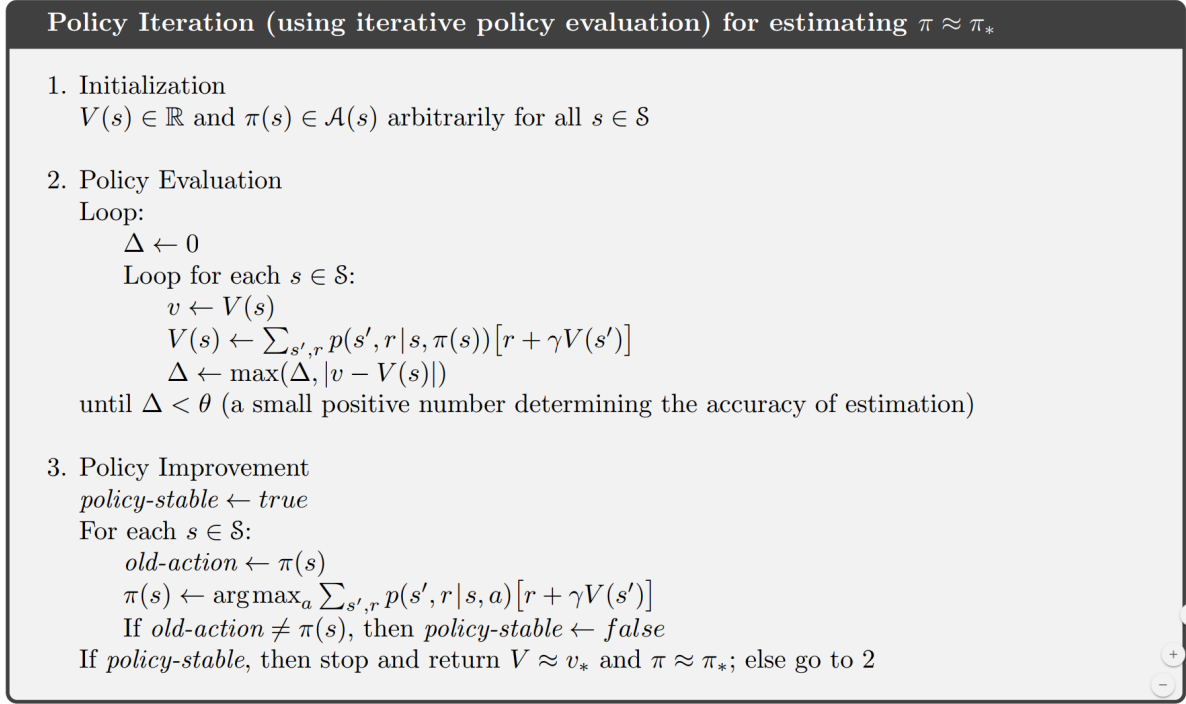 Policy Iteration (using iterative policy evaluation) for estimating π ≈ π∗
1. Initialization
V(s) ∈ ℝ and π(s) ∈ 𝒜(s) arbitrarily for all s ∈ 𝒮
2. Policy Evaluation
Loop:
Δ ← 0
Loop for each s ∈ 𝒮:
v ← V(s)
V(s) ← ∑_{s′,r} p(s′,r|s,π(s))[r + γV(s′)]
Δ ← max(Δ, |v − V(s)|)
until Δ < θ (a small positive number determining the accuracy of estimation)
3. Policy Improvement
policy-stable ← true
For each s ∈ 𝒮:
old-action ← π(s)
π(s) ← argmax_a ∑_{s′,r} p(s′,r|s,a)[r + γV(s′)]
If old-action ≠ π(s), then policy-stable ← false
If policy-stable, then stop and return V ≈ v∗ and π ≈ π∗; else go to 2
+
−